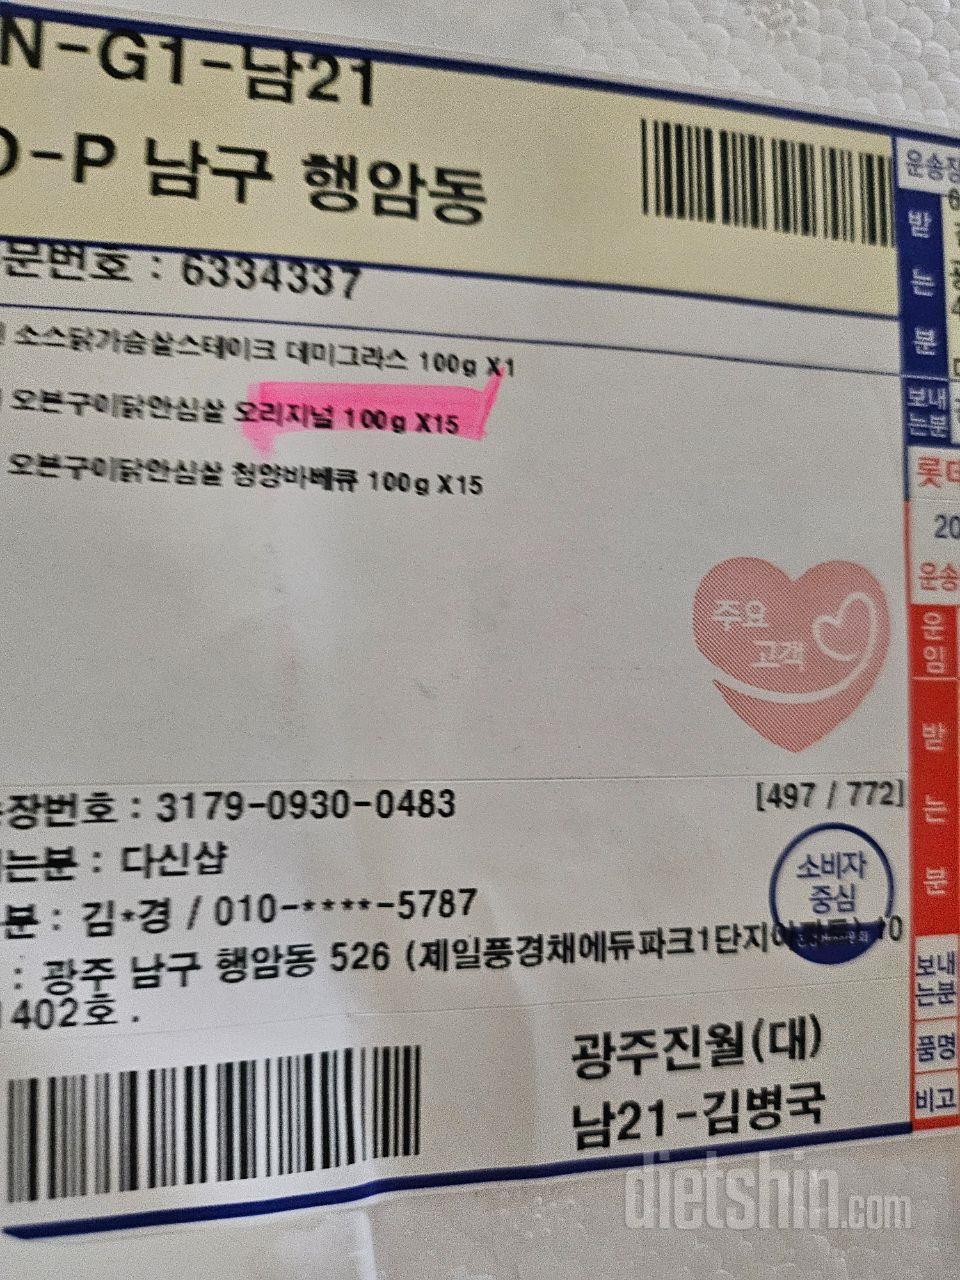 N-G1-남21
-P 남구 행암동
문번호 : 6334337
소스닭가슴살스테이크 데미그라스 100g X1
오븐구이닭안심살 오리지널 100g X15
오븐구이닭안심살 청양바베큐 100g X15
주요
고객
장번호 : 3179-0930-0483
[497 / 772]
는분 : 다신샵
소비자
중심
분 : 김*경 / 010-****-5787
: 광주 남구 행암동 526 (제일풍경채에듀파크1단지
402호 .
광주진월(대)
남21-김병국
운송장
받는분
보내는분
20
운송
운임
받는분
보내는분
품명
비고
dietshin.com